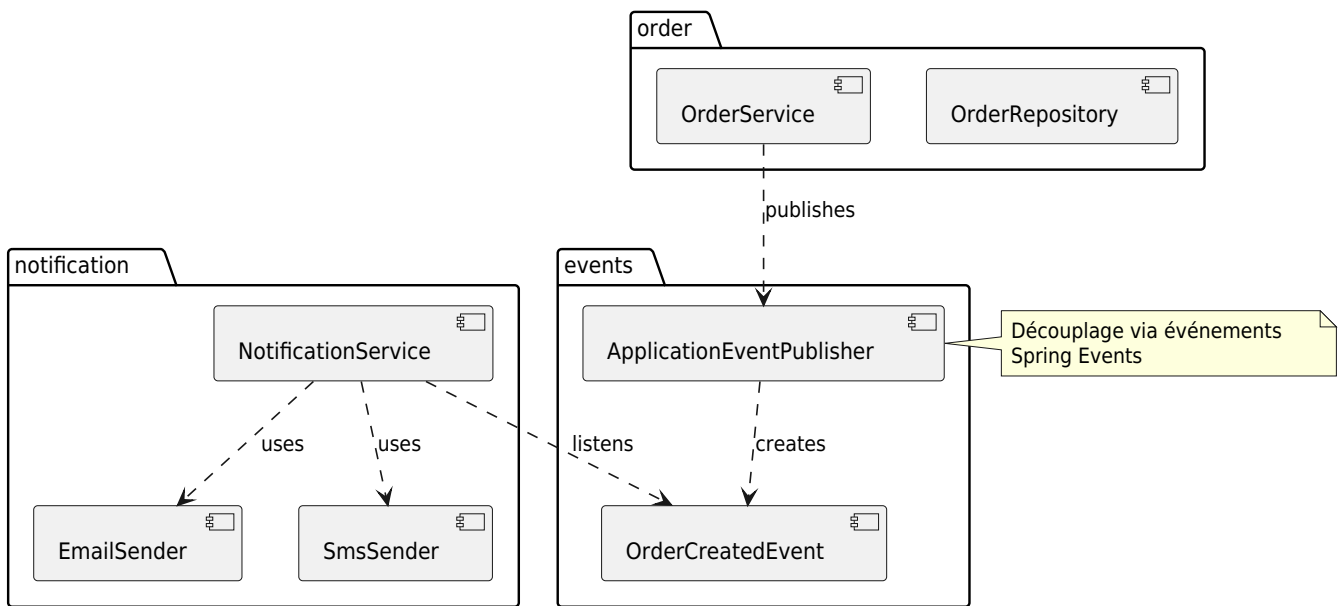 order
OrderService
OrderRepository
publishes
notification
events
NotificationService
ApplicationEventPublisher
Découplage via événements
Spring Events
uses
uses
listens
creates
EmailSender
SmsSender
OrderCreatedEvent